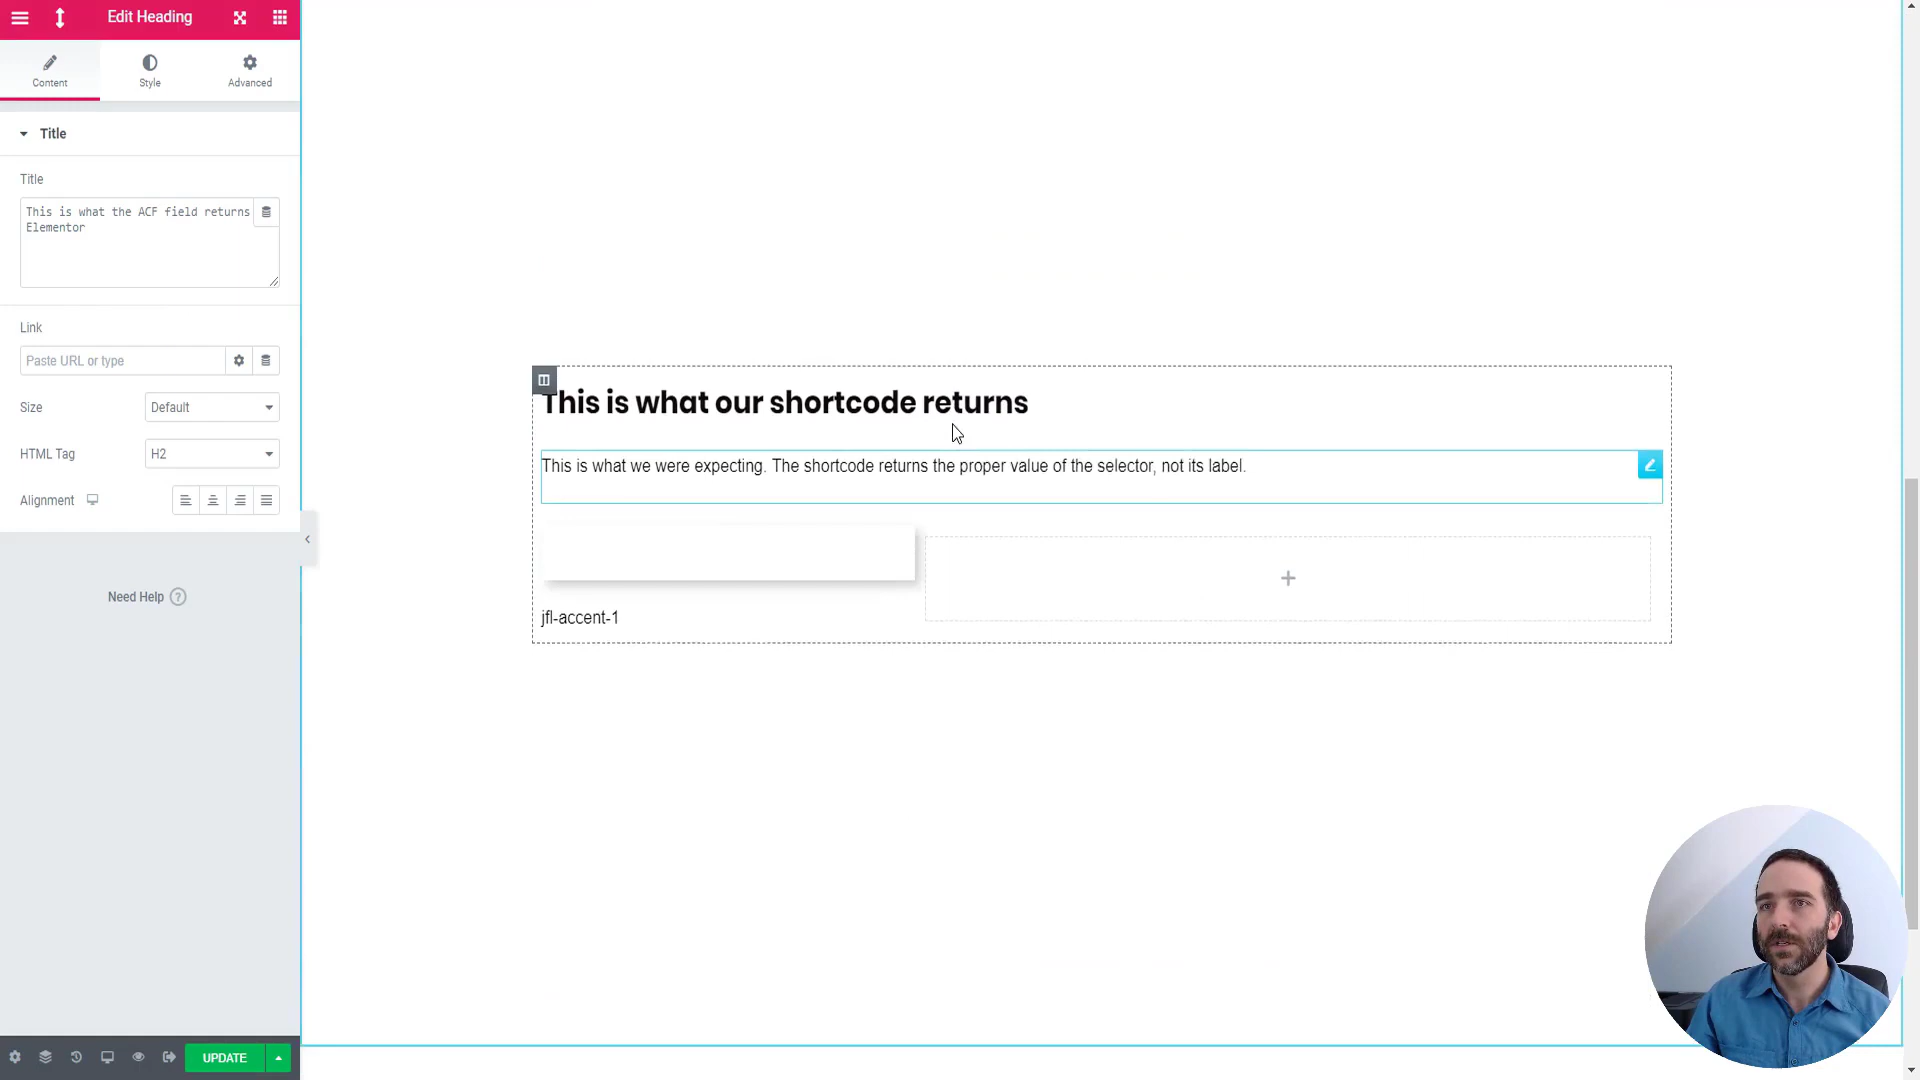 Edit Heading
Content
Style
Advanced
Title
Title
This is what the ACF field returns
Elementor
Link
Paste URL or type
Size
Default
HTML Tag
H2
Alignment
Need Help
?
UPDATE
This is what our shortcode returns
This is what we were expecting. The shortcode returns the proper value of the selector, not its label.
jfl-accent-1